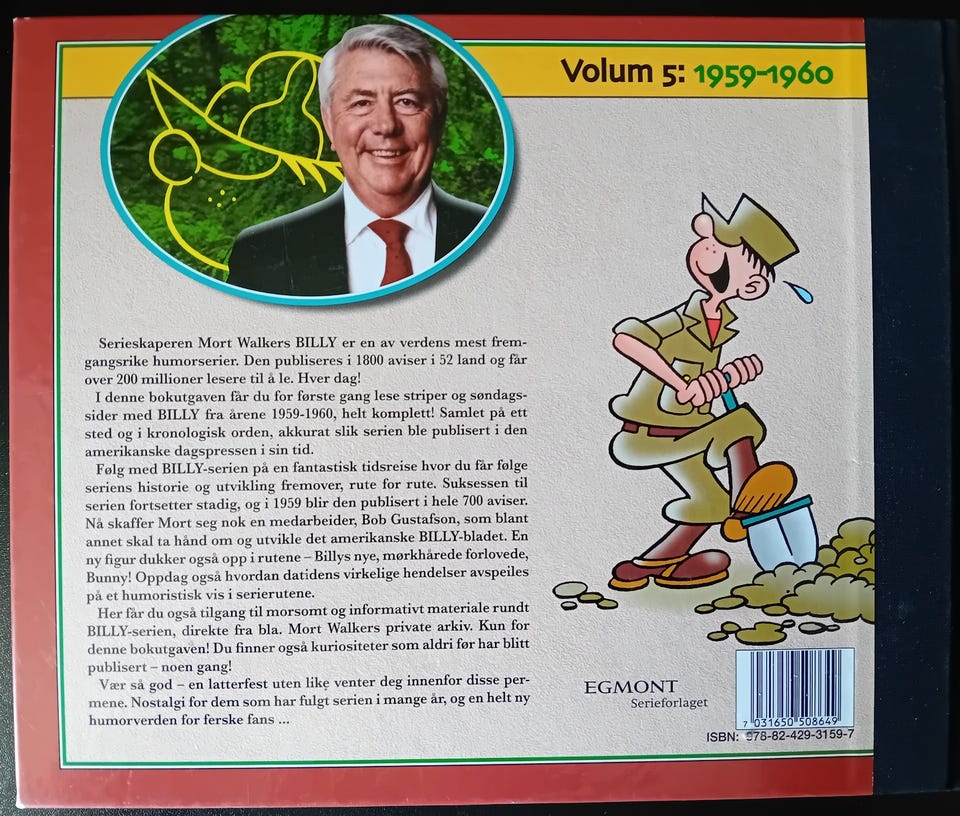 Volum 5: 1959-1960
Serieskaperen Mort Walkers BILLY er en av verdens mest frem-
gangsrike humorserier. Den publiseres i 1800 aviser i 52 land og får
over 200 millioner lesere til å le. Hver dag!
I denne bokutgaven får du for første gang lese striper og søndags-
sider med BILLY fra årene 1959-1960, helt komplett! Samlet på ett
sted og i kronologisk orden, akkurat slik serien ble publisert i den
amerikanske dagspressen i sin tid.
Følg med BILLY-serien på en fantastisk tidsreise hvor du får følge
seriens historie og utvikling fremover, rute for rute. Suksessen til
serien fortsetter stadig, og i 1959 blir den publisert i hele 700 aviser.
Nå skaffer Mort seg nok en medarbeider, Bob Gustafson, som blant
annet skal ta hånd om og utvikle det amerikanske BILLY-bladet. En
ny figur dukker også opp i rutene – Billys nye, mørkhårede forlovede,
Bunny! Oppdag også hvordan datidens virkelige hendelser avspeiles
på et humoristisk vis i serierutene.
Her får du også tilgang til morsomt og informativt materiale rundt
BILLY-serien, direkte fra bla. Mort Walkers private arkiv. Kun for
denne bokutgaven! Du finner også kuriositeter som aldri før har blitt
publisert – noen gang!
Vær så god – en latterfest uten like venter deg innenfor disse per-
mene. Nostalgi for dem som har fulgt serien i mange år, og en helt ny
humorverden for ferske fans ...
EGMONT
Serieforlaget
7 031650 508649
ISBN: 978-82-429-3159-7